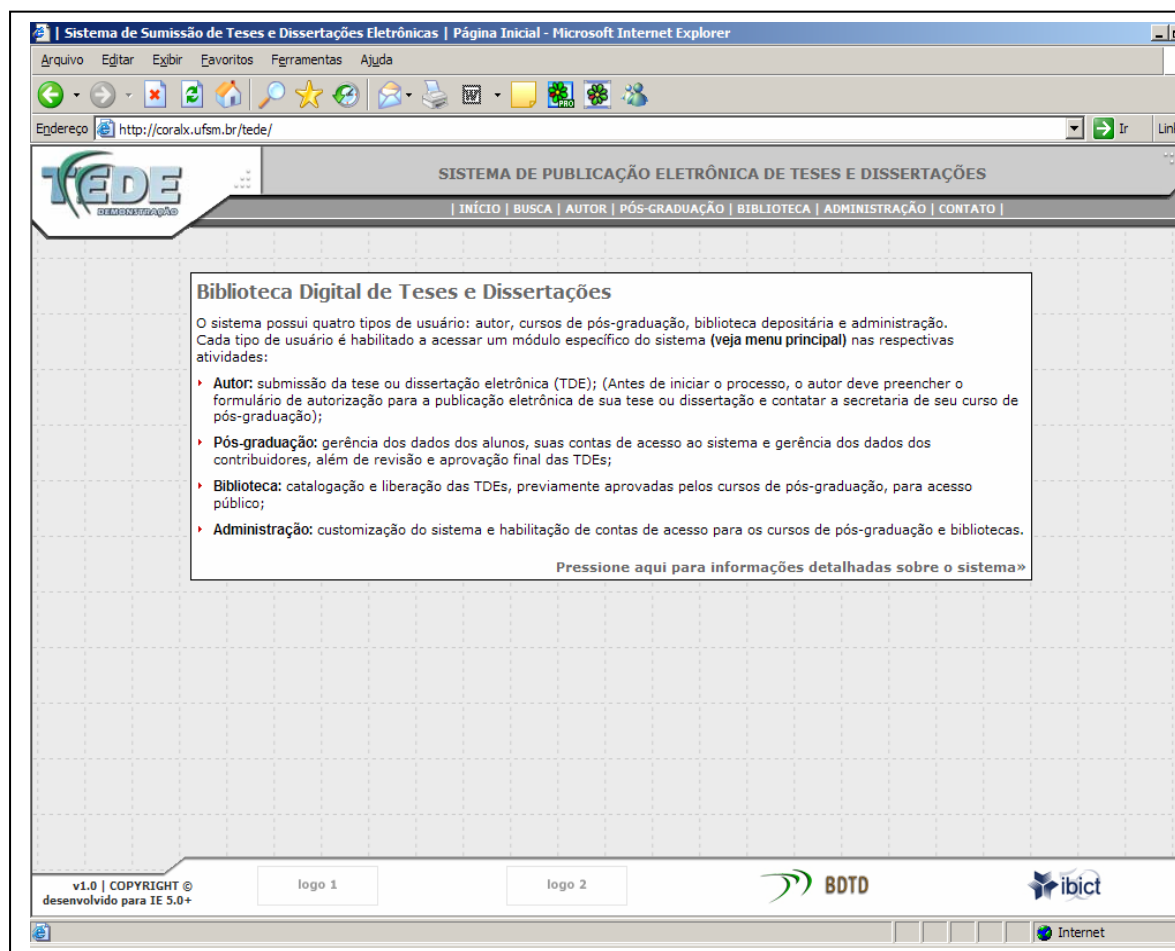 | Sistema de Sumissão de Teses e Dissertações Eletrônicas | Página Inicial - Microsoft Internet Explorer
Arquivo Editar Exibir Favoritos Ferramentas Ajuda
PRO
Endereço http://coralx.ufsm.br/tede/ Ir Link
TEDE
DEMONSTRAÇÃO
SISTEMA DE PUBLICAÇÃO ELETRÔNICA DE TESES E DISSERTAÇÕES
| INÍCIO | BUSCA | AUTOR | PÓS-GRADUAÇÃO | BIBLIOTECA | ADMINISTRAÇÃO | CONTATO |
Biblioteca Digital de Teses e Dissertações
O sistema possui quatro tipos de usuário: autor, cursos de pós-graduação, biblioteca depositária e administração.
Cada tipo de usuário é habilitado a acessar um módulo específico do sistema (veja menu principal) nas respectivas
atividades:
Autor: submissão da tese ou dissertação eletrônica (TDE); (Antes de iniciar o processo, o autor deve preencher o
formulário de autorização para a publicação eletrônica de sua tese ou dissertação e contatar a secretaria de seu curso de
pós-graduação);
Pós-graduação: gerência dos dados dos alunos, suas contas de acesso ao sistema e gerência dos dados dos
contribuidores, além de revisão e aprovação final das TDEs;
Biblioteca: catalogação e liberação das TDEs, previamente aprovadas pelos cursos de pós-graduação, para acesso
público;
Administração: customização do sistema e habilitação de contas de acesso para os cursos de pós-graduação e bibliotecas.
Pressione aqui para informações detalhadas sobre o sistema»
v1.0 | COPYRIGHT ©
desenvolvido para IE 5.0+
logo 1
logo 2
BDTD
ibict
Internet